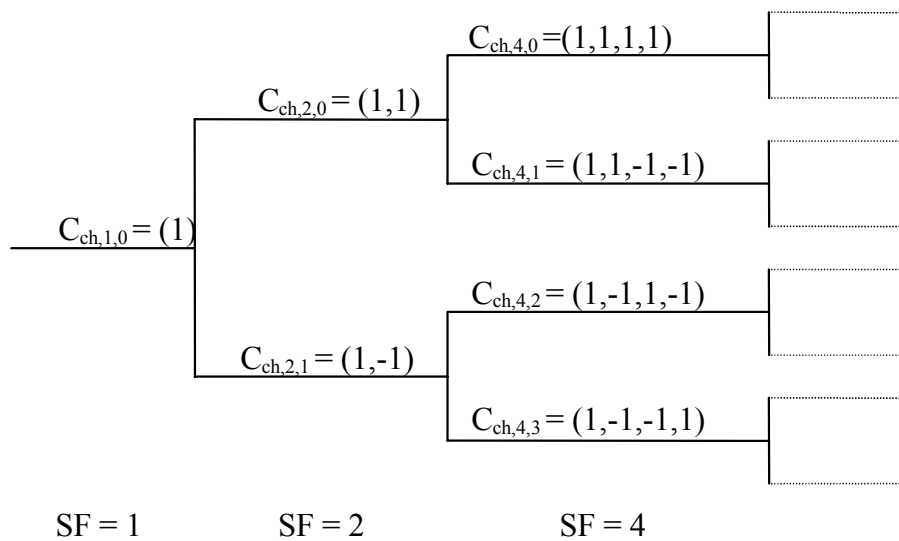 C_ch,4,0 =(1,1,1,1)
C_ch,2,0 = (1,1)
C_ch,4,1 = (1,1,-1,-1)
C_ch,1,0 = (1)
C_ch,4,2 = (1,-1,1,-1)
C_ch,2,1 = (1,-1)
C_ch,4,3 = (1,-1,-1,1)
SF = 1 SF = 2 SF = 4